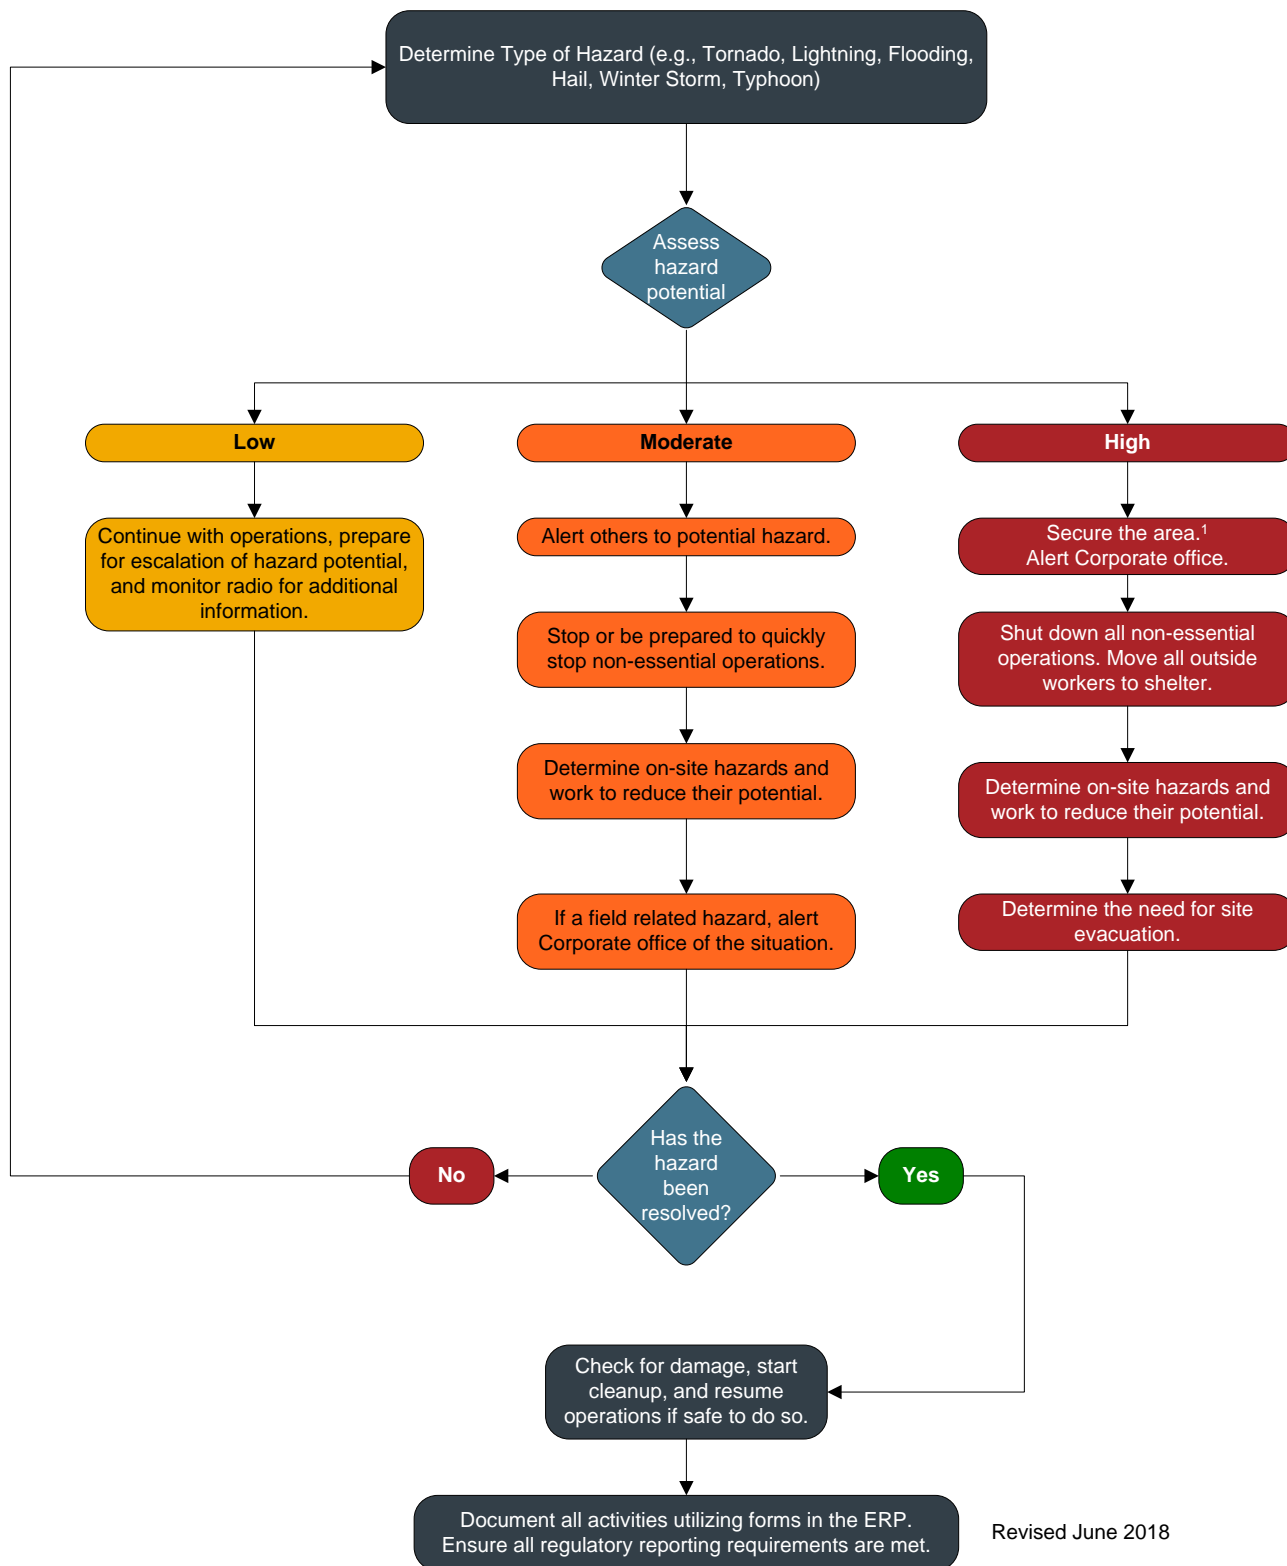 Determine Type of Hazard (e.g., Tornado, Lightning, Flooding,
Hail, Winter Storm, Typhoon)
Assess
hazard
potential
Low
Moderate
High
Continue with operations, prepare
for escalation of hazard potential,
and monitor radio for additional
information.
Alert others to potential hazard.
Stop or be prepared to quickly
stop non-essential operations.
Determine on-site hazards and
work to reduce their potential.
If a field related hazard, alert
Corporate office of the situation.
Secure the area.¹
Alert Corporate office.
Shut down all non-essential
operations. Move all outside
workers to shelter.
Determine on-site hazards and
work to reduce their potential.
Determine the need for site
evacuation.
Has the
hazard
been
resolved?
No
Yes
Check for damage, start
cleanup, and resume
operations if safe to do so.
Document all activities utilizing forms in the ERP.
Ensure all regulatory reporting requirements are met.
Revised June 2018